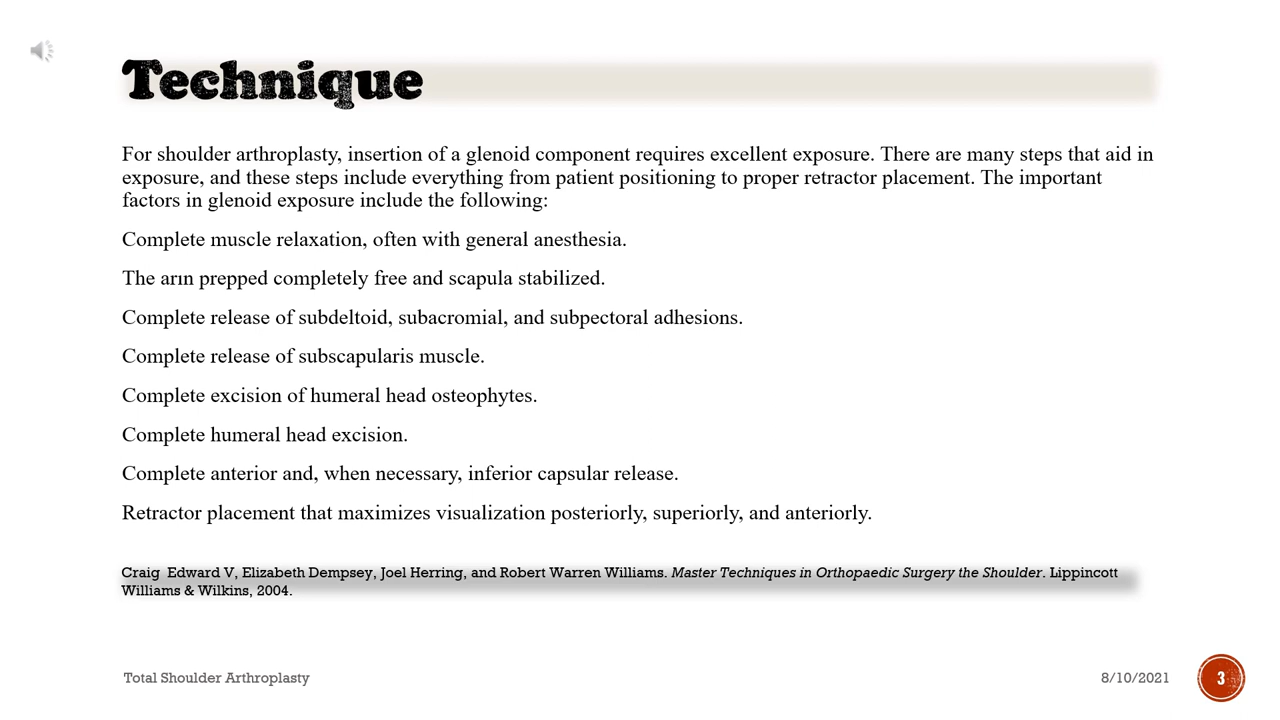 Technique
For shoulder arthroplasty, insertion of a glenoid component requires excellent exposure. There are many steps that aid in
exposure, and these steps include everything from patient positioning to proper retractor placement. The important
factors in glenoid exposure include the following:
Complete muscle relaxation, often with general anesthesia.
The arın prepped completely free and scapula stabilized.
Complete release of subdeltoid, subacromial, and subpectoral adhesions.
Complete release of subscapularis muscle.
Complete excision of humeral head osteophytes.
Complete humeral head excision.
Complete anterior and, when necessary, inferior capsular release.
Retractor placement that maximizes visualization posteriorly, superiorly, and anteriorly.
Craig Edward V, Elizabeth Dempsey, Joel Herring, and Robert Warren Williams. Master Techniques in Orthopaedic Surgery the Shoulder. Lippincott
Williams & Wilkins, 2004.
Total Shoulder Arthroplasty
8/10/2021
3